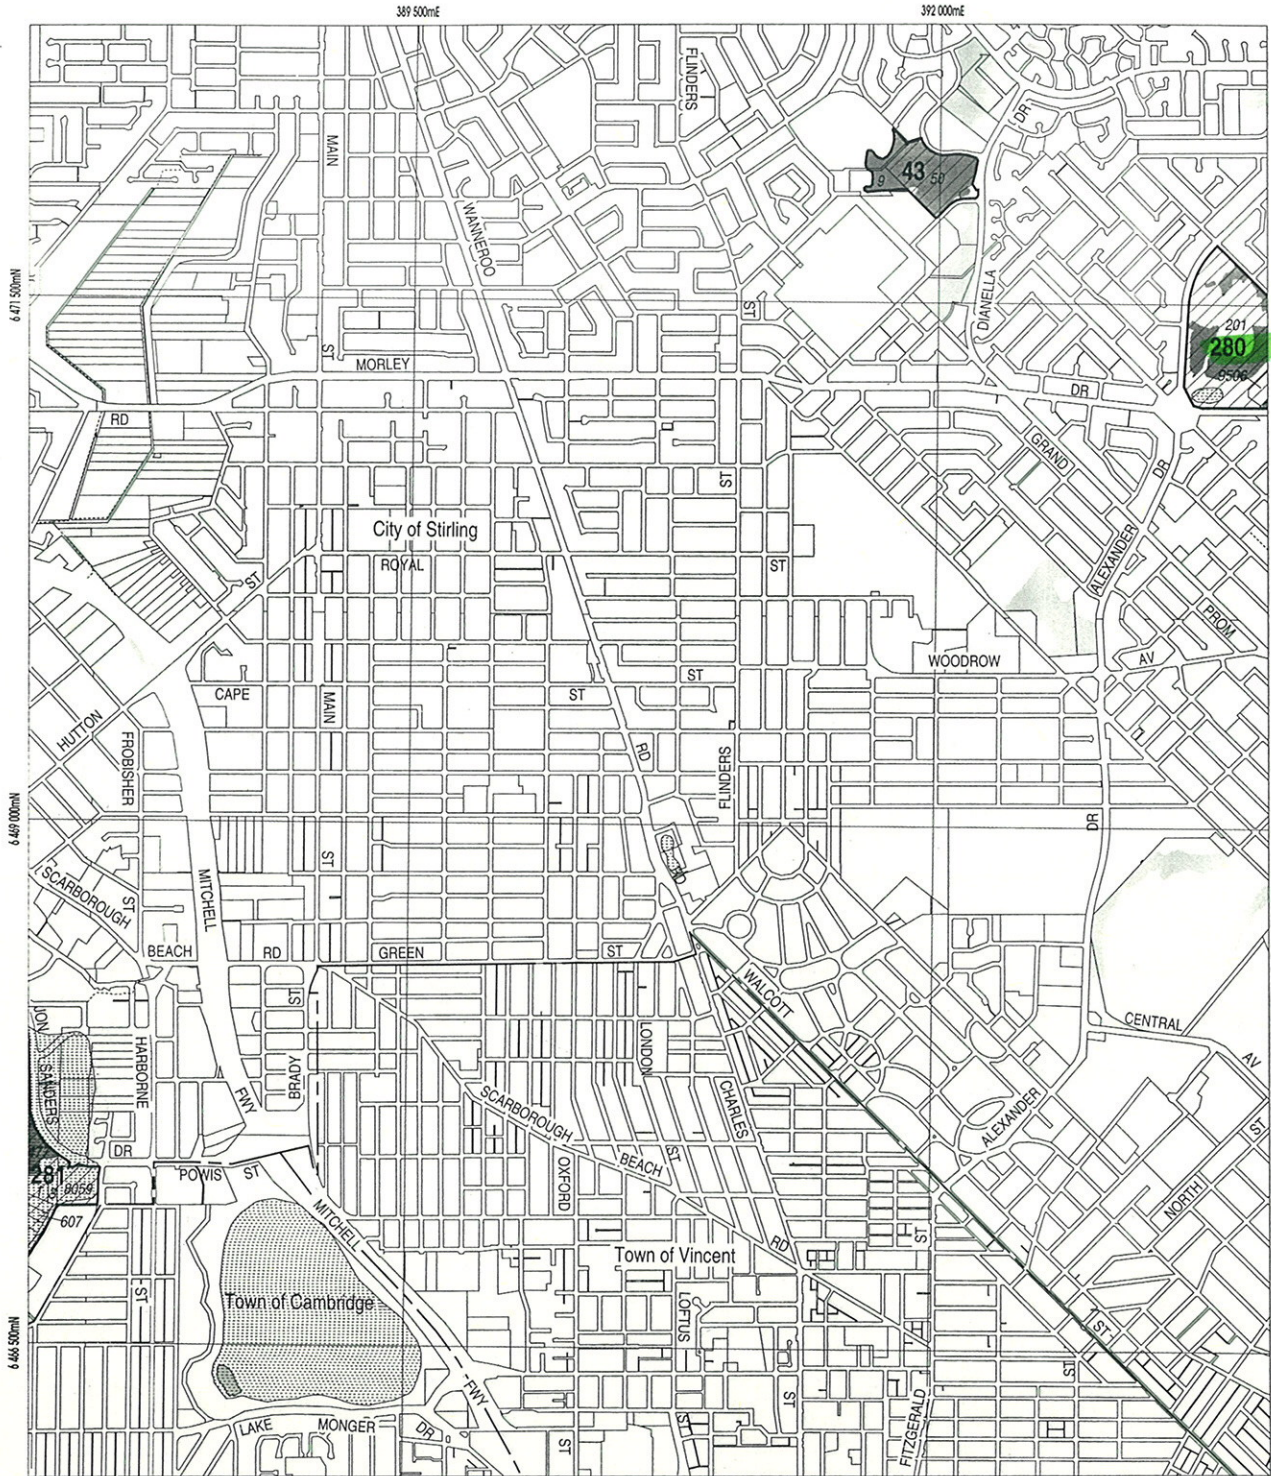 389 500mE
392 000mE
FLINDERS
DR
MAIN
43
9
50
WANNEROO
6 471 500mN
DIANELLA
ST
201
280
9506
ST
MORLEY
DR
RD
GRAND
DR
ST
City of Stirling
ROYAL
ST
ALEXANDER
ST
PROM
WOODROW
AV
ST
CAPE
ST
MAIN
HUTTON
FROBISHER
RD
FLINDERS
6 469 000mN
DR
ST
SCARBOROUGH
ST
MITCHELL
RD
BEACH
RD
GREEN
ST
WALCOTT
ST
JON
SANDERS
HARBORNE
LONDON
CENTRAL
AV
BRADY
FWY
SCARBOROUGH
CHARLES
ALEXANDER
ST
DR
BEACH
ST
281
8059
POWIS
ST
OXFORD
NORTH
607
MITCHELL
RD
ST
Town of Vincent
ST
Town of Cambridge
LOFTUS
ST
6 466 500mN
ST
FWY
ST
FITZGERALD
LAKE
MONGER
DR
ST
ST